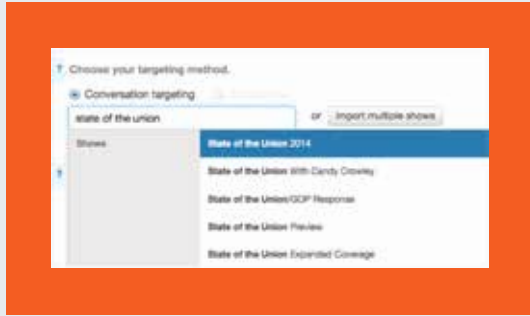 ? Choose your targeting method.
Conversation targeting
state of the union or Import multiple shows
Shows State of the Union 2014
? State of the Union With Candy Crowley
State of the Union/GOP Response
State of the Union Preview
State of the Union Expanded Coverage